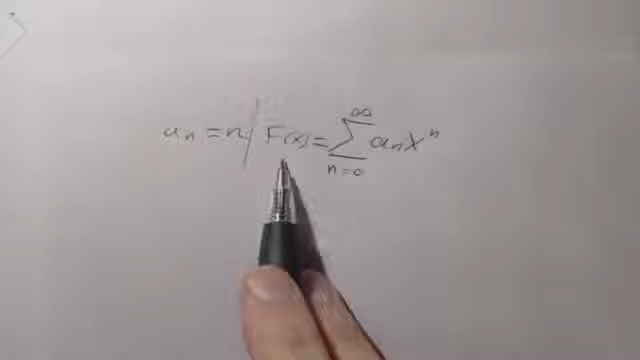 aₙ = n | F(x) = ∑_{n=0}^{∞} aₙxⁿ